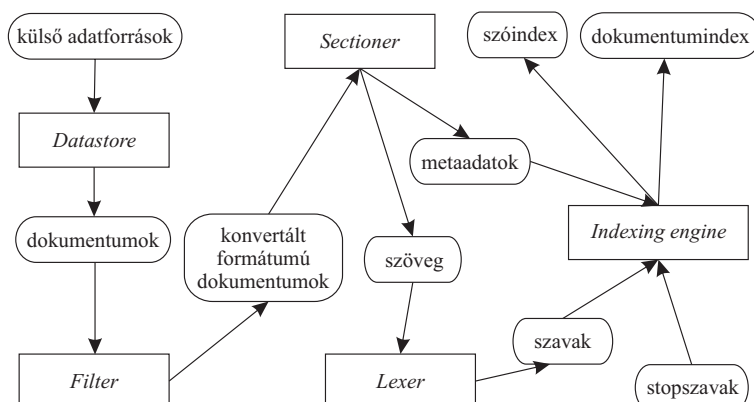 külső adatforrások
Datastore
dokumentumok
Filter
konvertált
formátumú
dokumentumok
Sectioner
metaadatok
szöveg
Lexer
szavak
szóindex
dokumentumindex
Indexing engine
stopszavak